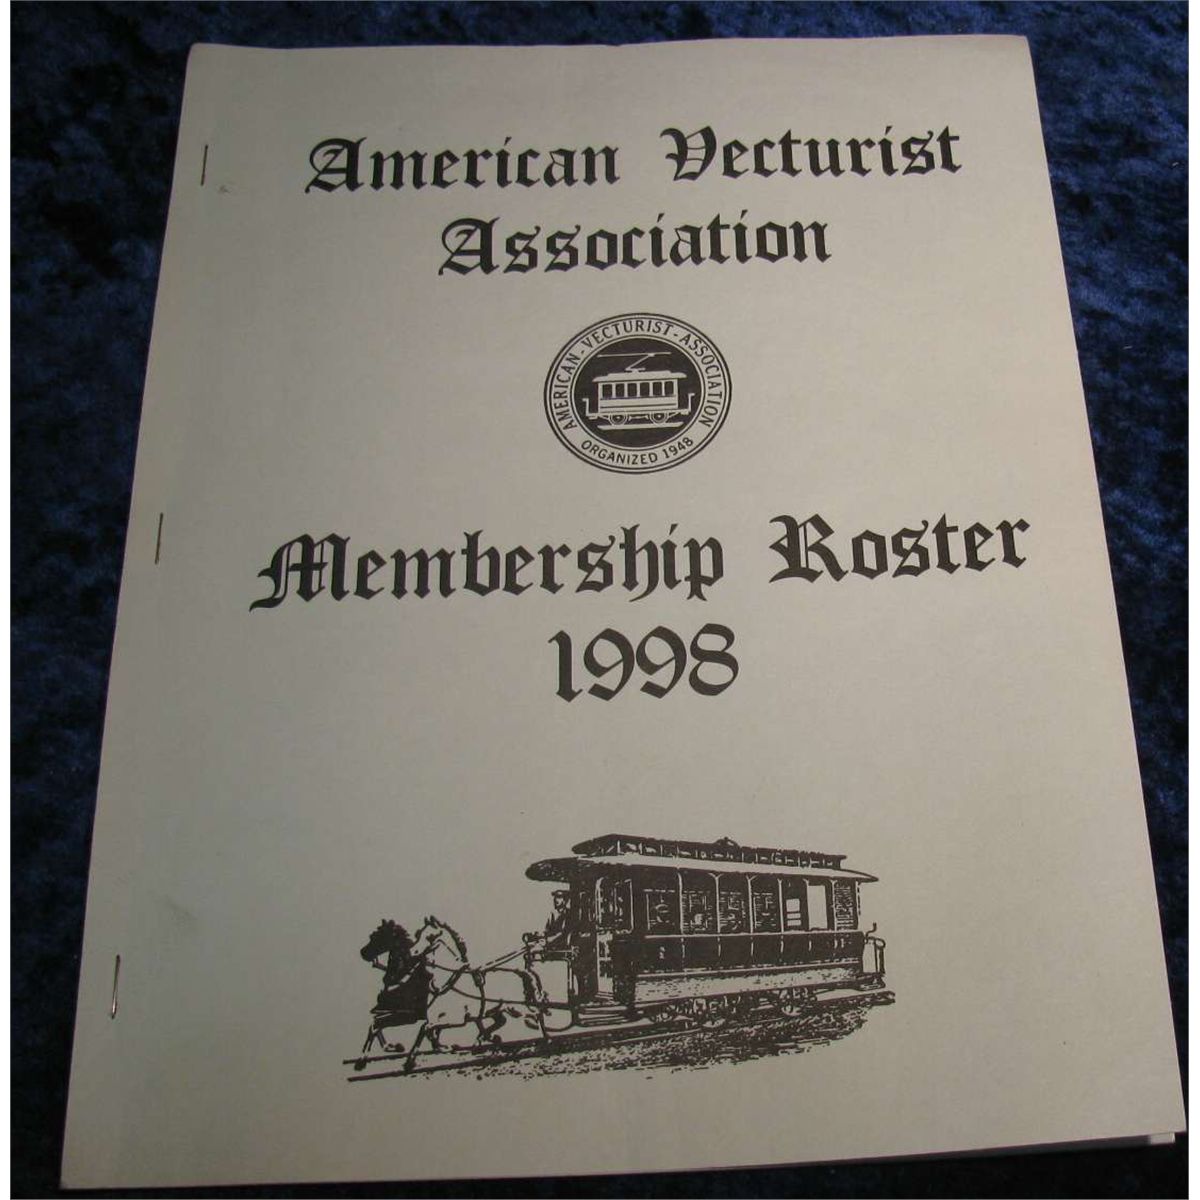 American Vecturist
Association
AMERICAN-VECTURIST-ASSOCIATION
ORGANIZED 1948
Membership Roster
1998